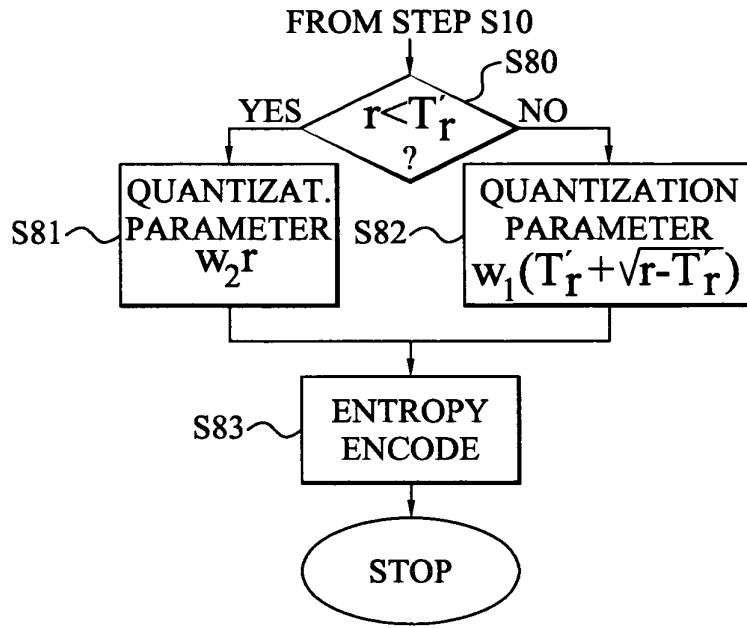 FROM STEP S10
S80
YES
r<T′r
NO
?
S81
QUANTIZAT.
PARAMETER
w₂r
S82
QUANTIZATION
PARAMETER
w₁(T′r+√r-T′r)
S83
ENTROPY
ENCODE
STOP